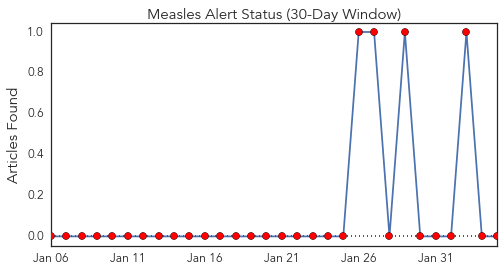 Measles Alert Status (30-Day Window)
Articles Found
1.0
0.8
0.6
0.4
0.2
0.0
Jan 06 Jan 11 Jan 16 Jan 21 Jan 26 Jan 31